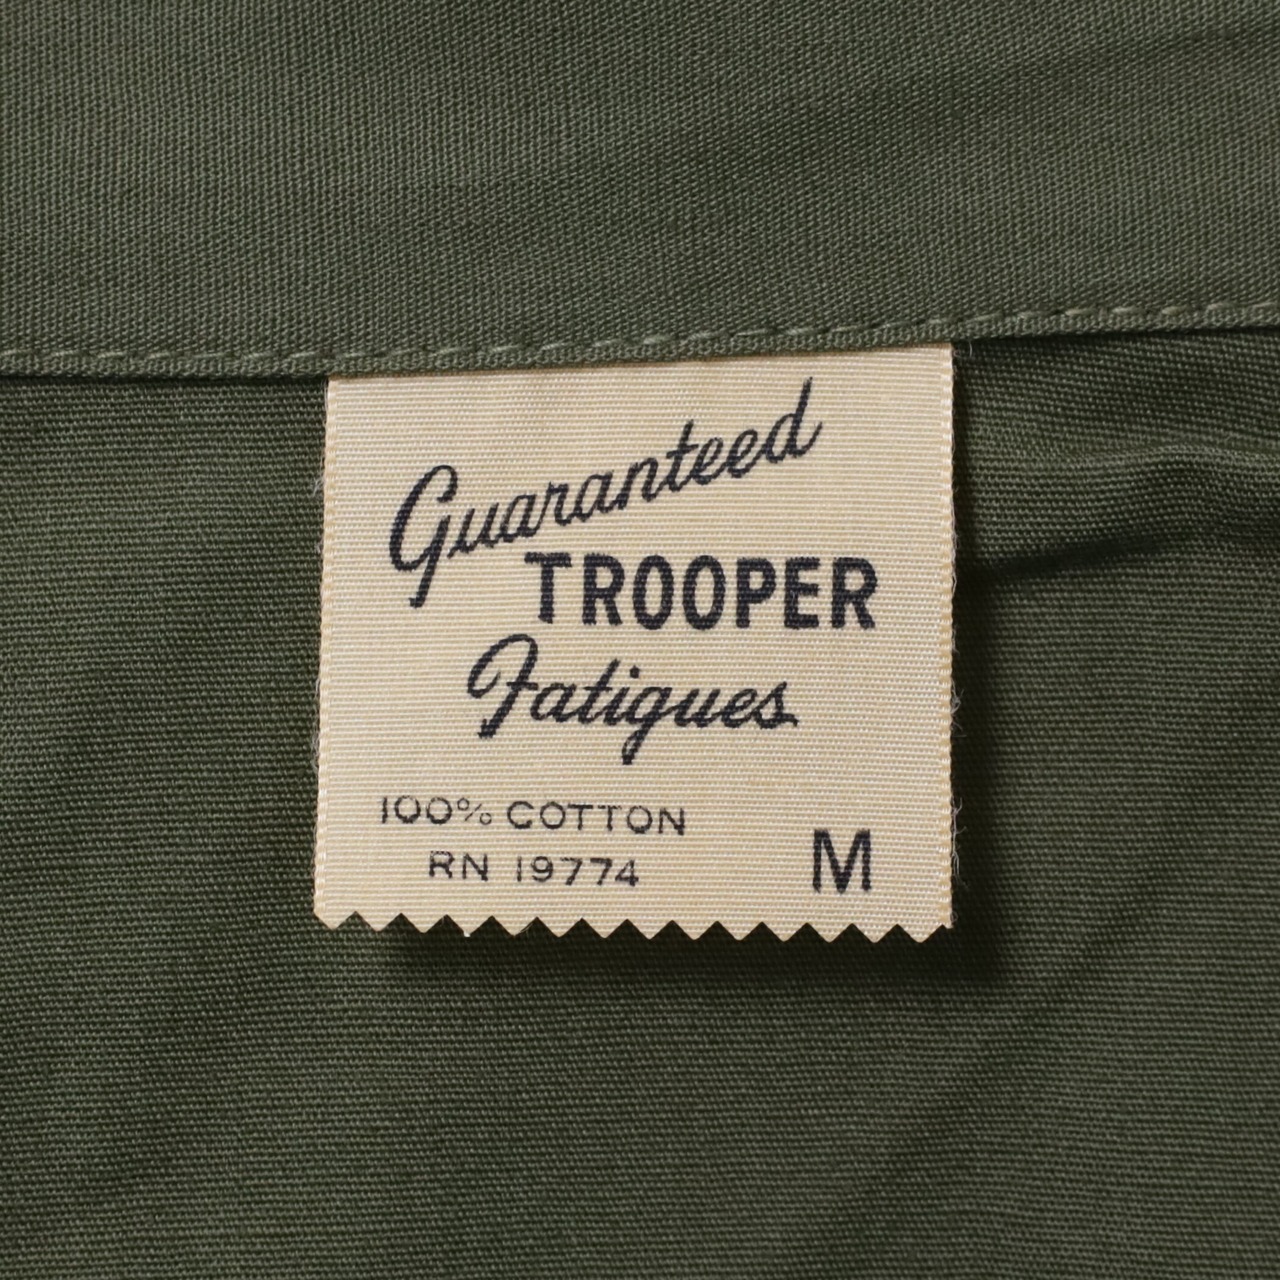 Guaranteed
TROOPER
Fatigues
100% COTTON
RN 19774
M